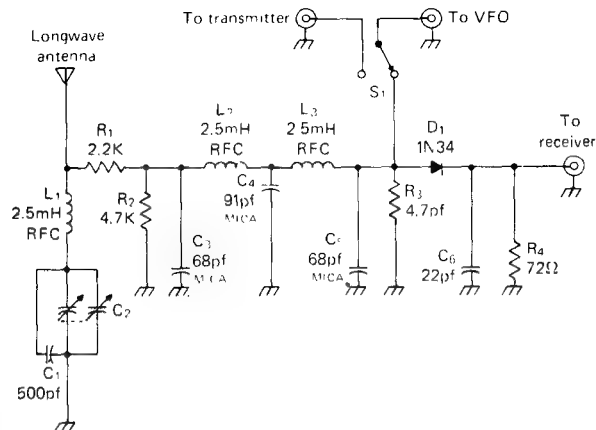 To transmitter
To VFO
Longwave
antenna
S1
R1
2.2K
L2
2.5mH
RFC
L3
2 5mH
RFC
D1
1N34
To
receiver
L1
2.5mH
RFC
R2
4.7K
C3
68pf
MICA
C4
91pf
MICA
C5
68pf
MICA
R3
4.7pf
C6
22pf
R4
72Ω
C2
C1
500pf